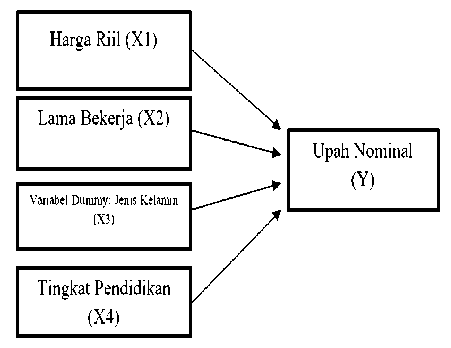 Harga Riil (X1)
Lama Bekerja (X2)
Variabel Dummy: Jenis Kelamin
(X3)
Tingkat Pendidikan
(X4)
Upah Nominal
(Y)